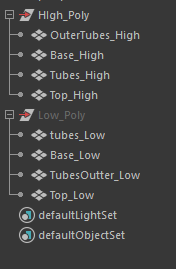 HIgh_Poly
OuterTubes_High
Base_High
Tubes_High
Top_High
Low_Poly
tubes_Low
Base_Low
TubesOutter_Low
Top_Low
defaultLightSet
defaultObjectSet